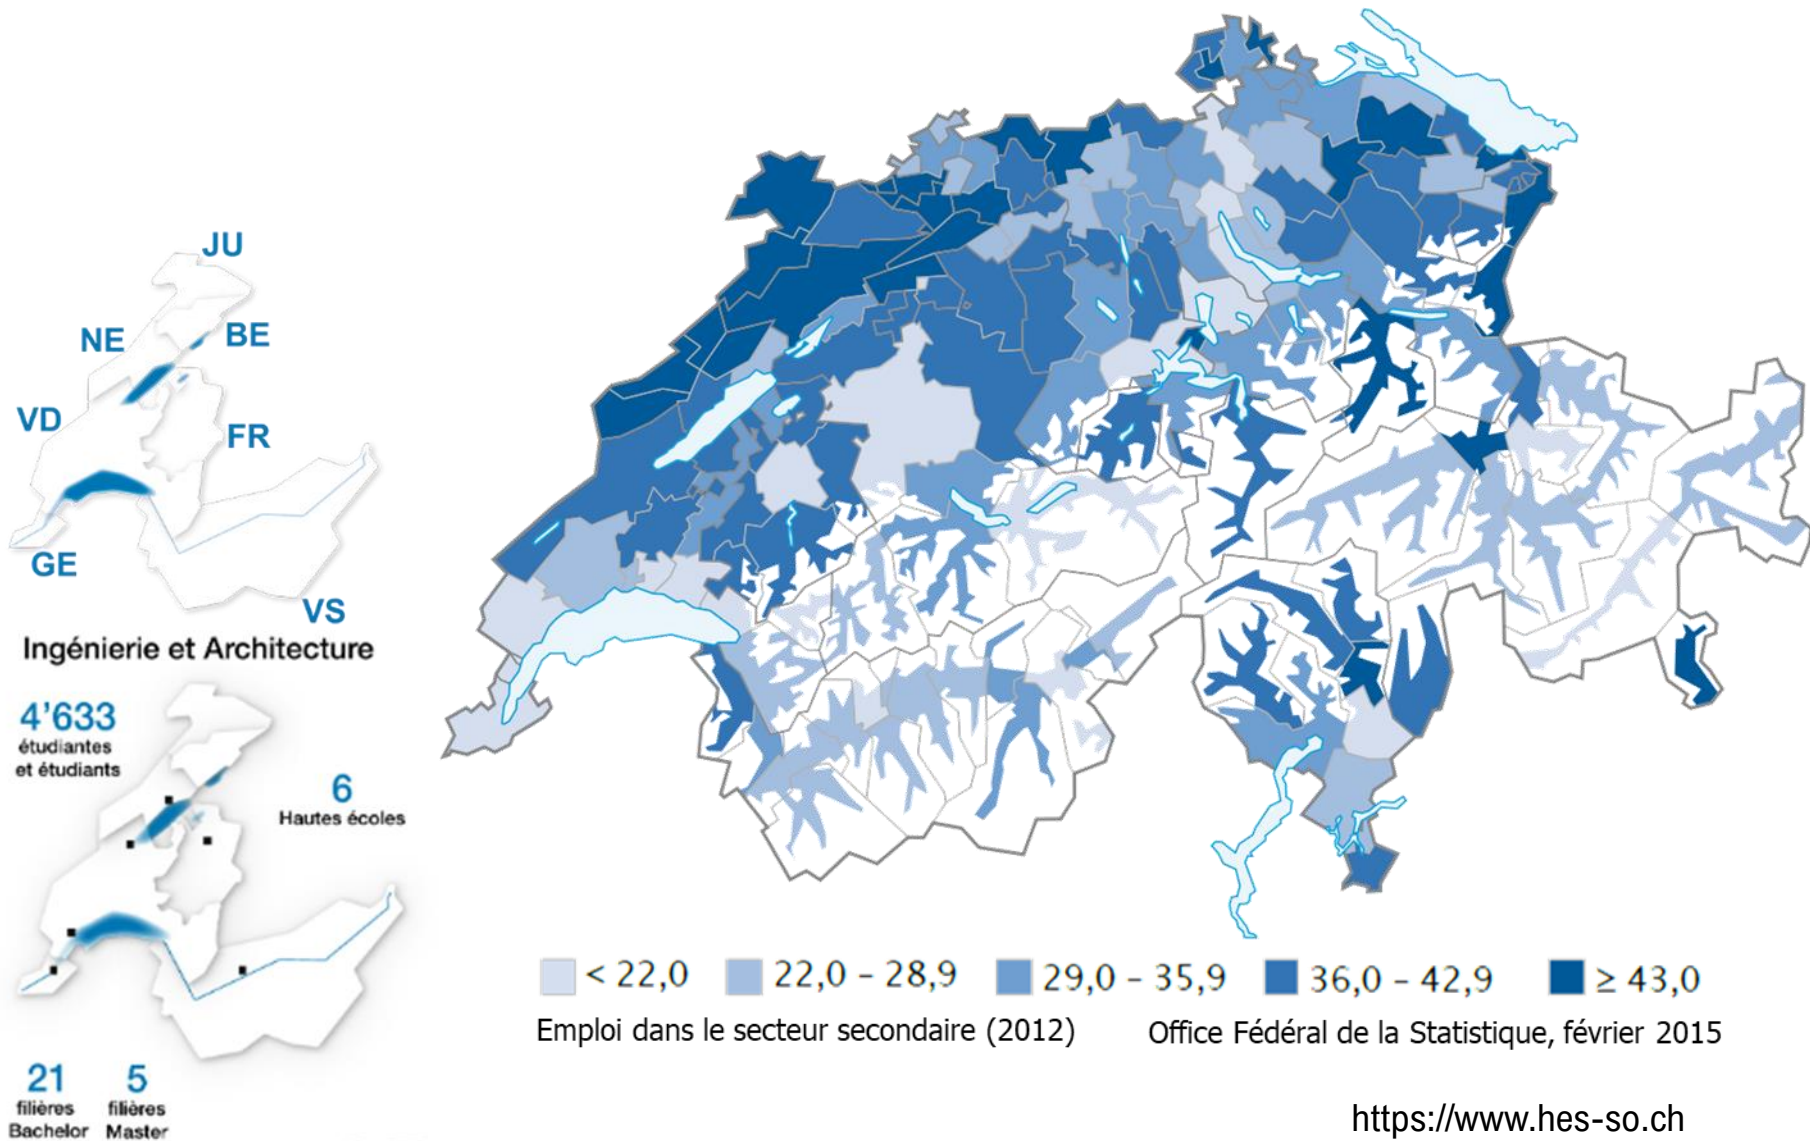 JU
NE
BE
VD
FR
GE
VS
Ingénierie et Architecture
4’633
étudiantes
et étudiants
6
Hautes écoles
21
filières
Bachelor
5
filières
Master
< 22,0
22,0 – 28,9
29,0 – 35,9
36,0 – 42,9
≥ 43,0
Emploi dans le secteur secondaire (2012)
Office Fédéral de la Statistique, février 2015
https://www.hes-so.ch